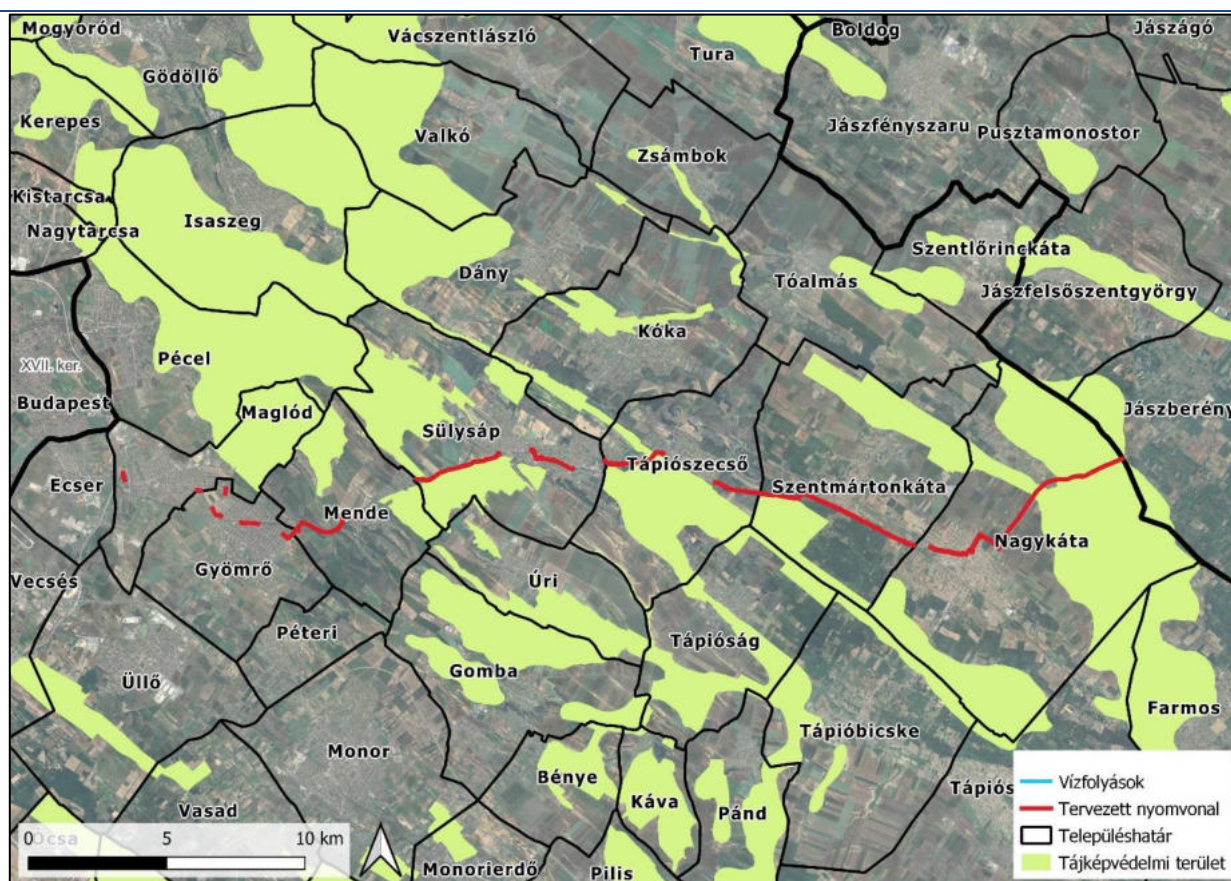 Mogyoród
Vácszentlászló
Tura
Boldog
Jászágó
Gödöllő
Kerepes
Valkó
Zsámbok
Jászfényszaru
Pusztamonostor
Kistarcsa
Nagytarcsa
Isaszeg
Szentlőrinckáta
Dány
Tóalmás
Jászfelsőszentgyörgy
Kóka
Pécel
XVII. ker.
Budapest
Maglód
Jászberény
Sülysáp
Tápiószecső
Ecser
Szentmártonkáta
Mende
Nagykáta
Gyömrő
Vecsés
Úri
Péteri
Tápióság
Gomba
Üllő
Farmos
Tápióbicske
Monor
Bénye
Tápiós
Káva
Pánd
Vasad
Ócsa
Monorierdő
Pilis
0 5 10 km
Vízfolyások
Tervezett nyomvonal
Településhatár
Tájképvédelmi terület